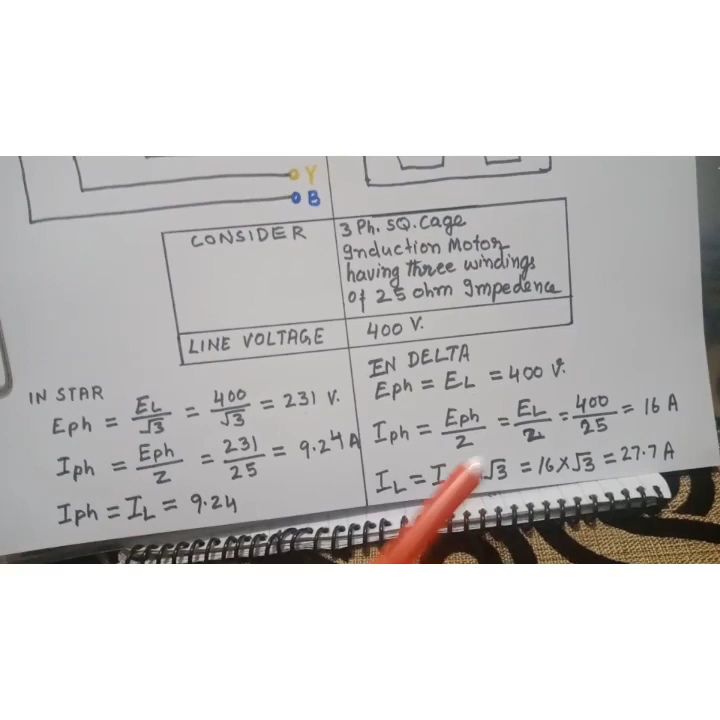 Y
B
CONSIDER
3 Ph. SQ. Cage
Induction Motor
having three windings
of 25 ohm Impedence
LINE VOLTAGE
400 V.
IN STAR
Eph = EL/√3 = 400/√3 = 231 V.
Iph = Eph/Z = 231/25 = 9.24 A
Iph = IL = 9.24
EN DELTA
Eph = EL = 400 V.
Iph = Eph/Z = EL/Z = 400/25 = 16 A
IL = I √3 = 16 × √3 = 27.7 A